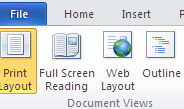 File Home Insert
Print Layout Full Screen Reading Web Layout Outline
Document Views